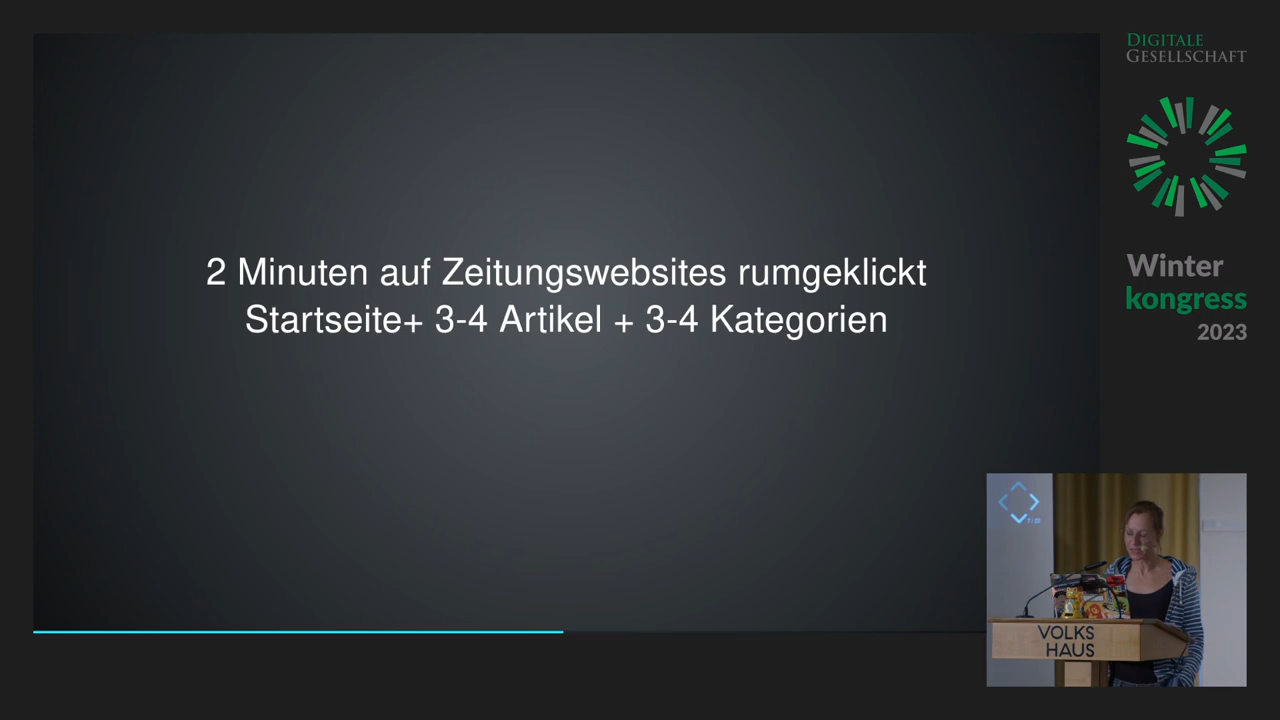 2 Minuten auf Zeitungswebsites rumgeklickt
Startseite+ 3-4 Artikel + 3-4 Kategorien
DIGITALE
GESELLSCHAFT
Winter
kongress
2023
VOLKS
HAUS